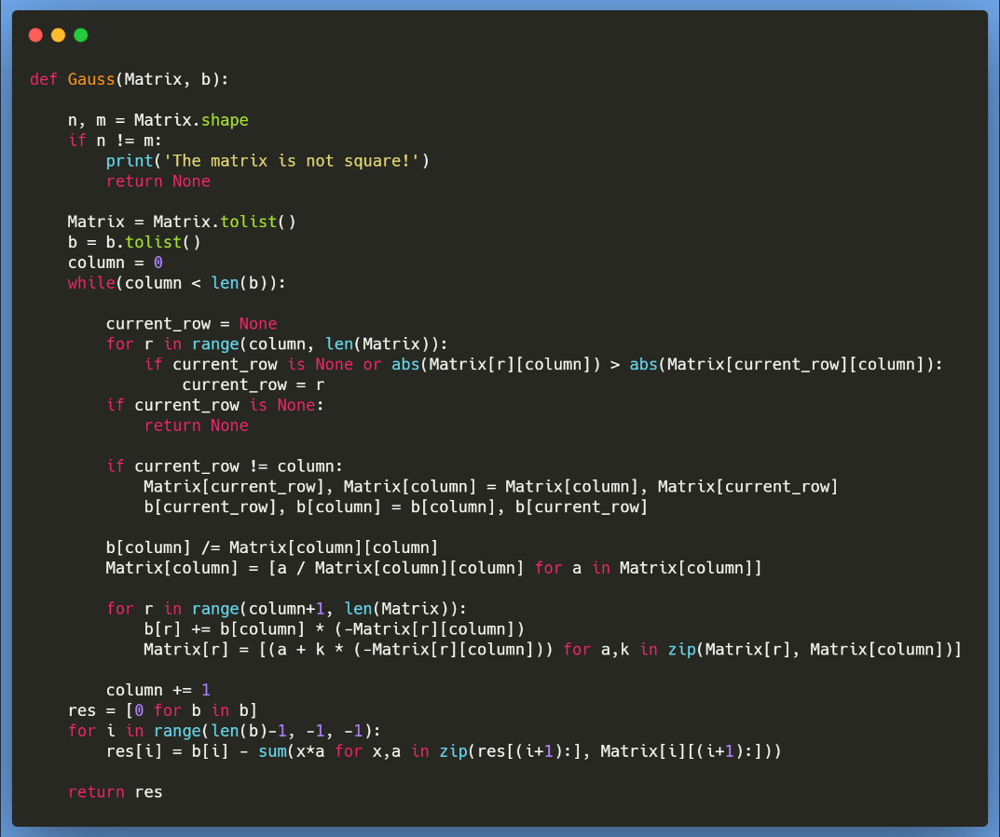 def Gauss(Matrix, b):

    n, m = Matrix.shape
    if n != m:
        print('The matrix is not square!')
        return None

    Matrix = Matrix.tolist()
    b = b.tolist()
    column = 0
    while(column < len(b)):

        current_row = None
        for r in range(column, len(Matrix)):
            if current_row is None or abs(Matrix[r][column]) > abs(Matrix[current_row][column]):
                current_row = r
        if current_row is None:
            return None

        if current_row != column:
            Matrix[current_row], Matrix[column] = Matrix[column], Matrix[current_row]
            b[current_row], b[column] = b[column], b[current_row]

        b[column] /= Matrix[column][column]
        Matrix[column] = [a / Matrix[column][column] for a in Matrix[column]]

        for r in range(column+1, len(Matrix)):
            b[r] += b[column] * (-Matrix[r][column])
            Matrix[r] = [(a + k * (-Matrix[r][column])) for a,k in zip(Matrix[r], Matrix[column])]

        column += 1
    res = [0 for b in b]
    for i in range(len(b)-1, -1, -1):
        res[i] = b[i] - sum(x*a for x,a in zip(res[(i+1):], Matrix[i][(i+1):]))

    return res